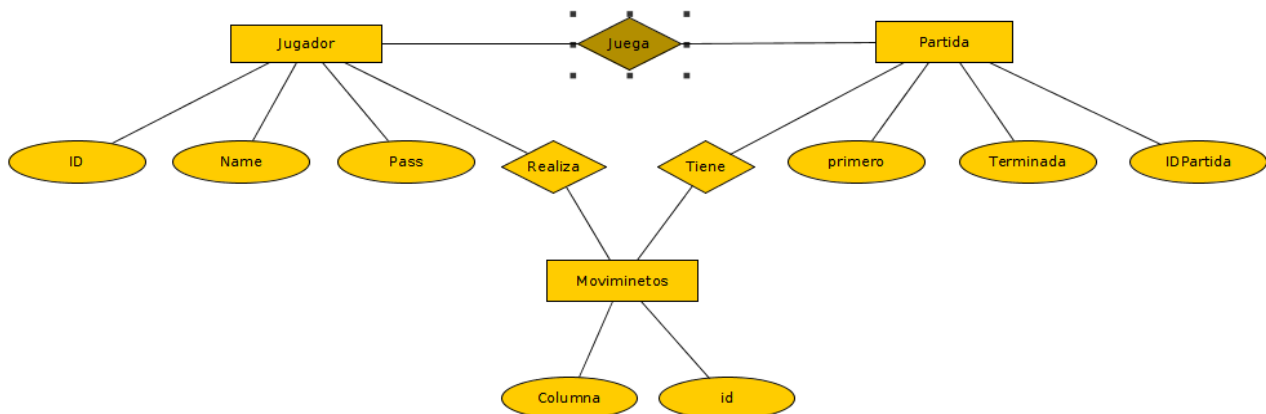 Jugador
Juega
Partida
ID
Name
Pass
Realiza
Tiene
primero
Terminada
IDPartida
Moviminetos
Columna
id